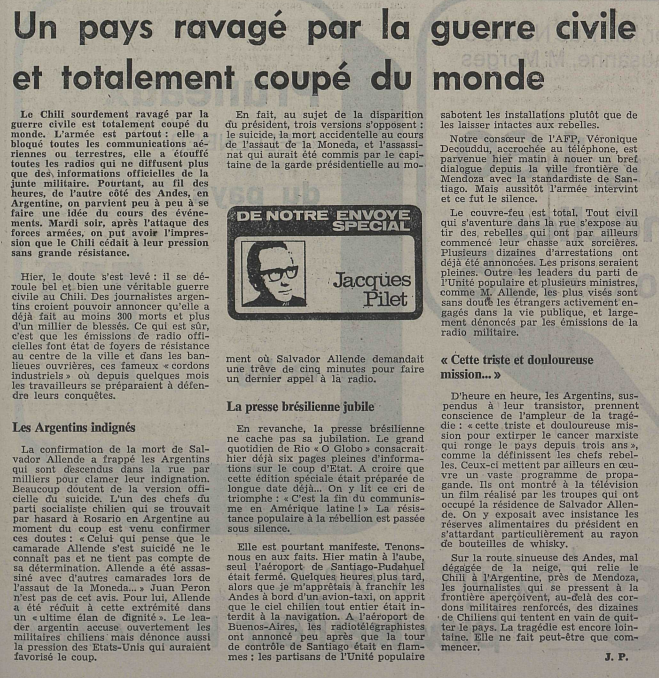 Un pays ravagé par la guerre civile
et totalement coupé du monde
Le Chili sourdement ravagé par la
guerre civile est totalement coupé du
monde. L'armée est partout : elle a
bloqué toutes les communications aé-
riennes ou terrestres, elle a étouffé
toutes les radios qui ne diffusent plus
que des informations officielles de la
junte militaire. Pourtant, au fil des
heures, de l'autre côté des Andes, en
Argentine, on parvient peu à peu à se
faire une idée du cours des événe-
ments. Mardi soir, après l'attaque des
forces armées, on put avoir l'impres-
sion que le Chili cédait à leur pression
sans grande résistance.
Hier, le doute s'est levé : il se dé-
roule bel et bien une véritable guerre
civile au Chili. Des journalistes argen-
tins croient pouvoir annoncer qu'elle a
déjà fait au moins 300 morts et plus
d'un millier de blessés. Ce qui est sûr,
c'est que les émissions de radio offi-
cielles font état de foyers de résistance
au centre de la ville et dans les ban-
lieues ouvrières, ces fameux « cordons
industriels » où depuis quelques mois
les travailleurs se préparaient à défen-
dre leurs conquêtes.
Les Argentins indignés
La confirmation de la mort de Sal-
vador Allende a frappé les Argentins
qui sont descendus dans la rue par
milliers pour clamer leur indignation.
Beaucoup doutent de la version offi-
cielle du suicide. L'un des chefs du
parti socialiste chilien qui se trouvait
par hasard à Rosario en Argentine au
moment du coup est venu confirmer
ces doutes : « Celui qui pense que le
camarade Allende s'est suicidé ne le
connaît pas et ne tient pas compte de
sa détermination. Allende a été assas-
siné avec d'autres camarades lors de
l'assaut de la Moneda... » Juan Peron
n'est pas de cet avis. Pour lui, Allende
a été réduit à cette extrémité dans
un « ultime élan de dignité ». Le lea-
der argentin accuse ouvertement les
militaires chiliens mais dénonce aussi
la pression des Etats-Unis qui auraient
favorisé le coup.
En fait, au sujet de la disparition
du président, trois versions s'opposent :
le suicide, la mort accidentelle au cours
de l'assaut de la Moneda, et l'assassi-
nat qui aurait été commis par le capi-
taine de la garde présidentielle au mo-
DE NOTRE ENVOYE
SPECIAL
Jacques
Pilet
ment où Salvador Allende demandait
une trêve de cinq minutes pour faire
un dernier appel à la radio.
La presse brésilienne jubile
En revanche, la presse brésilienne
ne cache pas sa jubilation. Le grand
quotidien de Rio « O Globo » consacrait
hier déjà six pages pleines d'informa-
tions sur le coup d'Etat. A croire que
cette édition spéciale était préparée de
longue date déjà... On y lit ce cri de
triomphe : « C'est la fin du communis-
me en Amérique latine ! » La résis-
tance populaire à la rébellion est passée
sous silence.
Elle est pourtant manifeste. Tenons-
nous en aux faits. Hier matin à l'aube,
seul l'aéroport de Santiago-Pudahuel
était fermé. Quelques heures plus tard,
alors que je m'apprêtais à franchir les
Andes à bord d'un avion-taxi, on apprit
que le ciel chilien tout entier était in-
terdit à la navigation. A l'aéroport de
Buenos-Aires, les radiotélégraphistes
ont annoncé peu après que la tour
de contrôle de Santiago était en flam-
mes : les partisans de l'Unité populaire
sabotent les installations plutôt que de
les laisser intactes aux rebelles.
Notre consœur de l'AFP, Véronique
Decoudu, accrochée au téléphone, est
parvenue hier matin à nouer un bref
dialogue depuis la ville frontière de
Mendoza avec la standardiste de San-
tiago. Mais aussitôt l'armée intervint
et ce fut le silence.
Le couvre-feu est total. Tout civil
qui s'aventure dans la rue s'expose au
tir des rebelles qui ont par ailleurs
commencé leur chasse aux sorcières.
Plusieurs dizaines d'arrestations ont
déjà été annoncées. Les prisons seraient
pleines. Outre les leaders du parti de
l'Unité populaire et plusieurs ministres,
comme M. Allende, les plus visés sont
sans doute les étrangers activement en-
gagés dans la vie publique, et large-
ment dénoncés par les émissions de la
radio militaire.
« Cette triste et douloureuse
mission... »
D'heure en heure, les Argentins, sus-
pendus à leur transistor, prennent
conscience de l'ampleur de la tragé-
die : « cette triste et douloureuse mis-
sion pour extirper le cancer marxiste
qui ronge le pays depuis trois ans »,
comme la définissent les chefs rebel-
les. Ceux-ci mettent par ailleurs en œu-
vre un vaste programme de propa-
gande. Ils ont montré à la télévision
un film réalisé par les troupes qui ont
occupé la résidence de Salvador Allen-
de. On y exposait avec insistance les
réserves alimentaires du président en
s'attardant particulièrement au rayon
de bouteilles de whisky.
Sur la route sinueuse des Andes, mal
dégagée de la neige, qui relie le
Chili à l'Argentine, près de Mendoza,
les journalistes qui se pressent à la
frontière aperçoivent, au-delà des cor-
dons militaires renforcés, des dizaines
de Chiliens qui tentent en vain de quit-
ter le pays. La tragédie est encore loin-
taine. Elle ne fait peut-être que com-
mencer.
J. P.